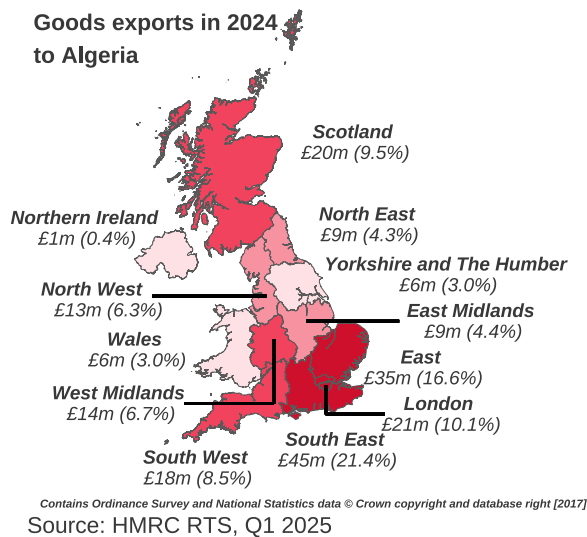 Goods exports in 2024
to Algeria
Scotland
£20m (9.5%)
Northern Ireland
£1m (0.4%)
North East
£9m (4.3%)
Yorkshire and The Humber
£6m (3.0%)
North West
£13m (6.3%)
East Midlands
£9m (4.4%)
Wales
£6m (3.0%)
East
£35m (16.6%)
West Midlands
£14m (6.7%)
London
£21m (10.1%)
South East
£45m (21.4%)
South West
£18m (8.5%)
Contains Ordinance Survey and National Statistics data © Crown copyright and database right [2017]
Source: HMRC RTS, Q1 2025